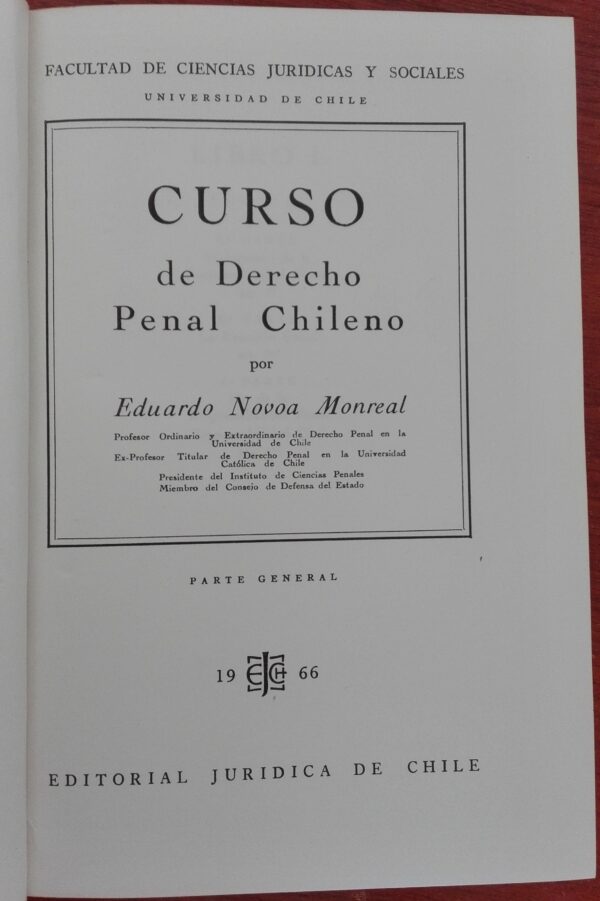 FACULTAD DE CIENCIAS JURIDICAS Y SOCIALES
UNIVERSIDAD DE CHILE
CURSO
de Derecho
Penal Chileno
por
Eduardo Novoa Monreal
Profesor Ordinario y Extraordinario de Derecho Penal en la
Universidad de Chile
Ex-Profesor Titular de Derecho Penal en la Universidad
Católica de Chile
Presidente del Instituto de Ciencias Penales
Miembro del Consejo de Defensa del Estado
PARTE GENERAL
19 EJCH 66
EDITORIAL JURIDICA DE CHILE